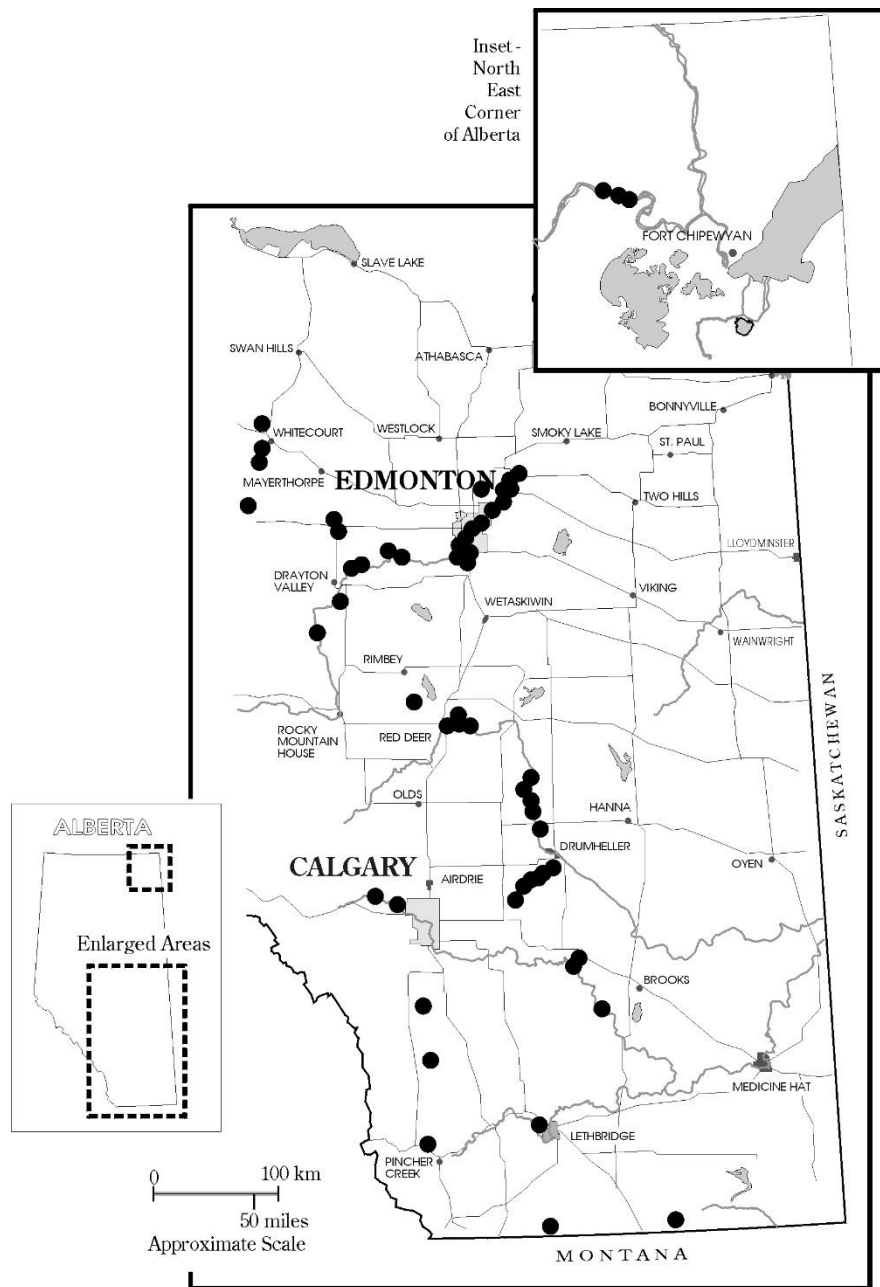 Inset -
North
East
Corner
of Alberta
FORT CHIPEWYAN
SLAVE LAKE
SWAN HILLS
ATHABASCA
BONNYVILLE
WHITECOURT
WESTLOCK
SMOKY LAKE
ST. PAUL
MAYERTHORPE
EDMONTON
TWO HILLS
LLOYDMINSTER
DRAYTON
VALLEY
VIKING
WETASKIWIN
WAINWRIGHT
RIMBEY
ROCKY
MOUNTAIN
HOUSE
RED DEER
SASKATCHEWAN
OLDS
HANNA
ALBERTA
DRUMHELLER
OYEN
CALGARY
AIRDRIE
Enlarged Areas
BROOKS
MEDICINE HAT
LETHBRIDGE
PINCHER
CREEK
0 100 km
50 miles
Approximate Scale
MONTANA